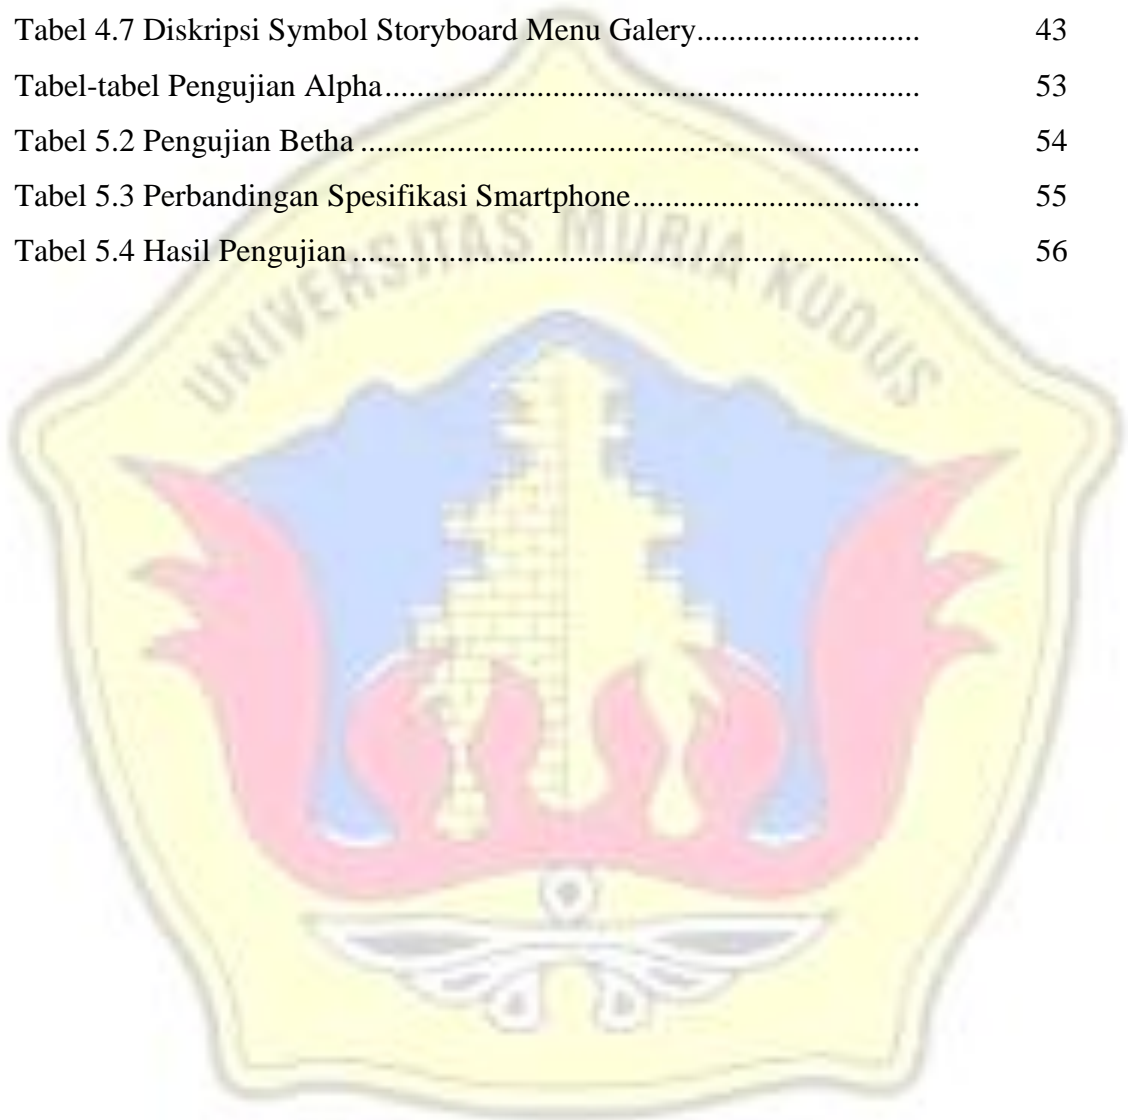 Tabel 4.7 Diskripsi Symbol Storyboard Menu Galery............................ 43
Tabel-tabel Pengujian Alpha................................................................... 53
Tabel 5.2 Pengujian Betha ...................................................................... 54
Tabel 5.3 Perbandingan Spesifikasi Smartphone.................................... 55
Tabel 5.4 Hasil Pengujian ....................................................................... 56
UNIVERSITAS MURIA KUDUS